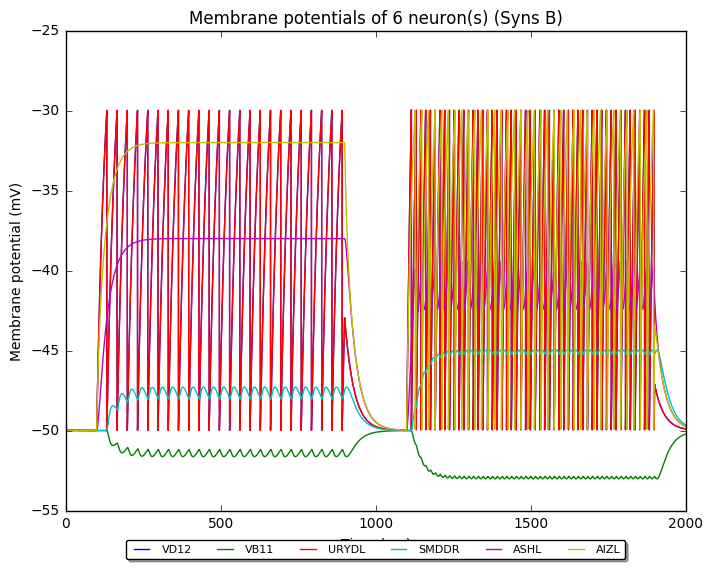 Membrane potentials of 6 neuron(s) (Syns B)
−25
−30
−35
−40
−45
−50
−55
Membrane potential (mV)
0 500 1000 1500 2000
VD12 VB11 URYDL SMDDR ASHL AIZL